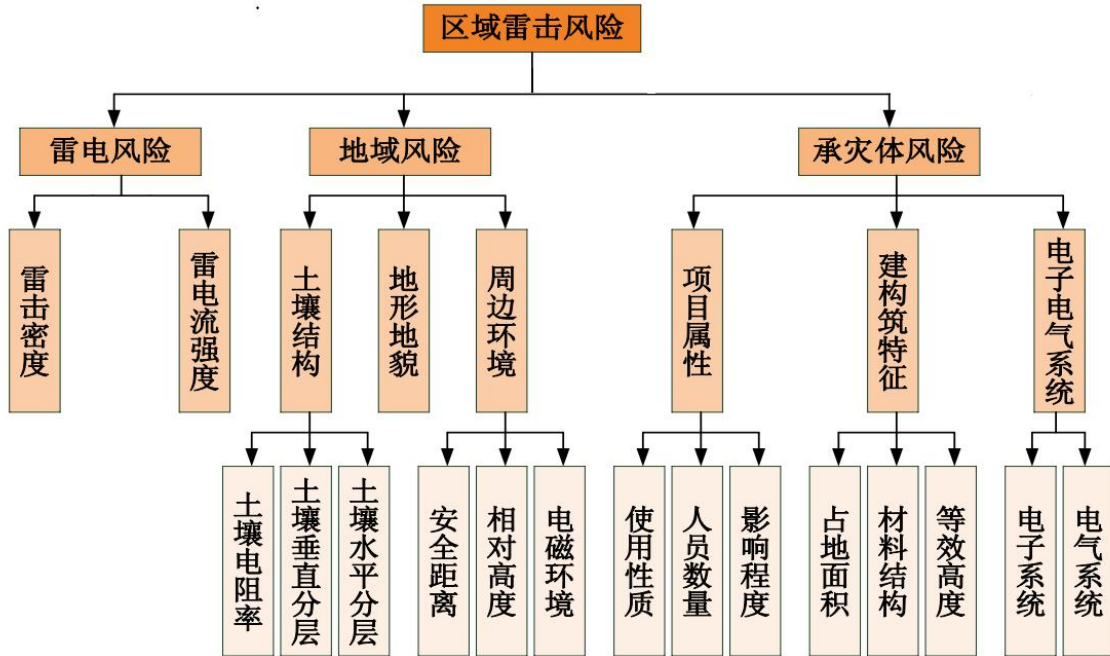 区域雷击风险
雷电风险
地域风险
承灾体风险
雷击密度
雷电流强度
土壤结构
地形地貌
周边环境
项目属性
建构筑特征
电子电气系统
土壤电阻率
土壤垂直分层
土壤水平分层
安全距离
相对高度
电磁环境
使用性质
人员数量
影响程度
占地面积
材料结构
等效高度
电子系统
电气系统